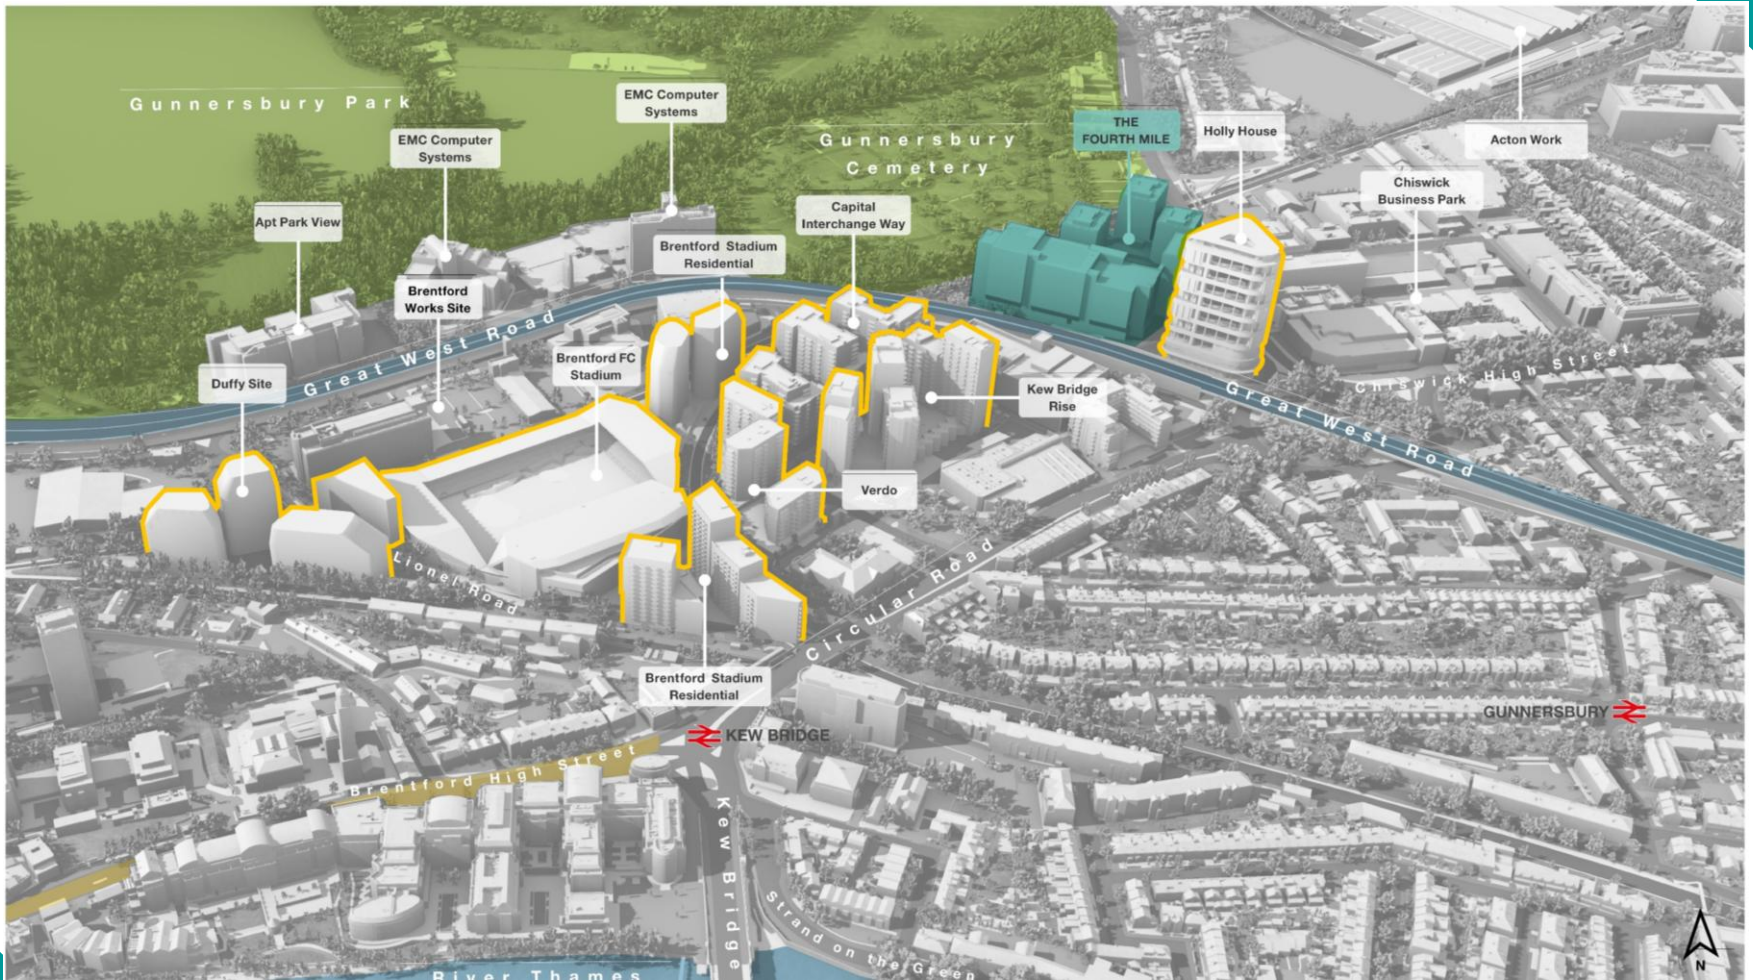 Gunnersbury Park
EMC Computer
Systems
EMC Computer
Systems
Gunnersbury
Cemetery
THE
FOURTH MILE
Holly House
Acton Work
Chiswick
Business Park
Apt Park View
Capital
Interchange Way
Brentford Stadium
Residential
Brentford
Works Site
Great West Road
Duffy Site
Brentford FC
Stadium
Kew Bridge
Rise
Chiswick High Street
Great West Road
Verdo
Lionel Road
Circular Road
Brentford Stadium
Residential
KEW BRIDGE
GUNNERSBURY
Brentford High Street
Kew Bridge
Strand on the Green
River Thames
N